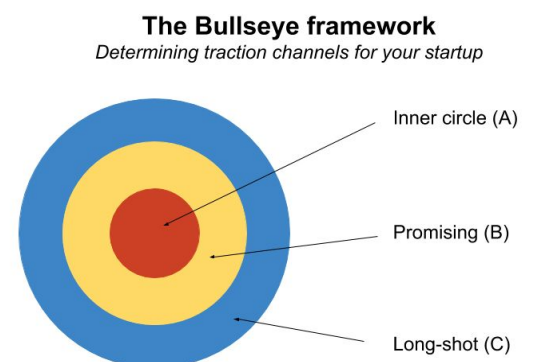 The Bullseye framework
Determining traction channels for your startup
Inner circle (A)
Promising (B)
Long-shot (C)